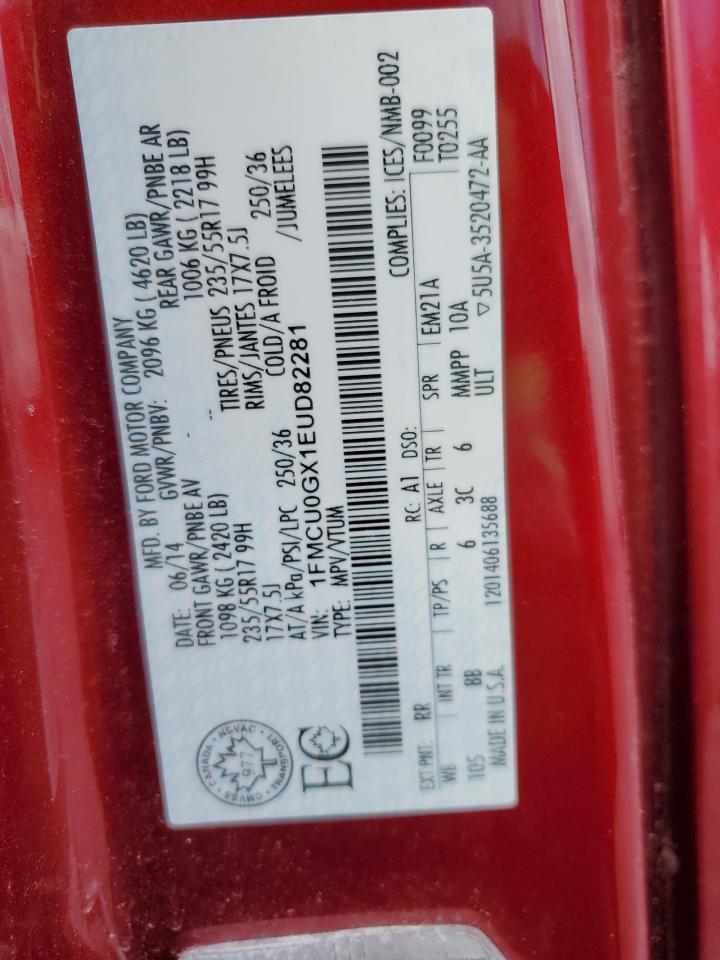 MFD. BY FORD MOTOR COMPANY
DATE: 06/14 GVWR/PNBV: 2096 KG ( 4620 LB)
FRONT GAWR/PNBE AV REAR GAWR/PNBE AR
1098 KG ( 2420 LB) 1006 KG ( 2218 LB)
235/55R17 99H TIRES/PNEUS 235/55R17 99H
17X7.5J RIMS/JANTES 17X7.5J
AT/A kPa/PSI/LPC 250/36 COLD/A FROID 250/36
VIN: 1FMCU0GX1EUD82281 /JUMELEES
TYPE: MPV/VTUM
CANADA · NSVAC · TRANSPORT · CMVSS
977
EC
COMPLIES: ICES/NMB-002
EXT PNT: RR RC: A1 DSO: F0099
WB INT TR TP/PS R AXLE TR SPR EM21A T0255
105 8B 6 3C 6 MMPP 10A
MADE IN U.S.A. 1201406135688 ULT ▽ 5U5A-3520472-AA